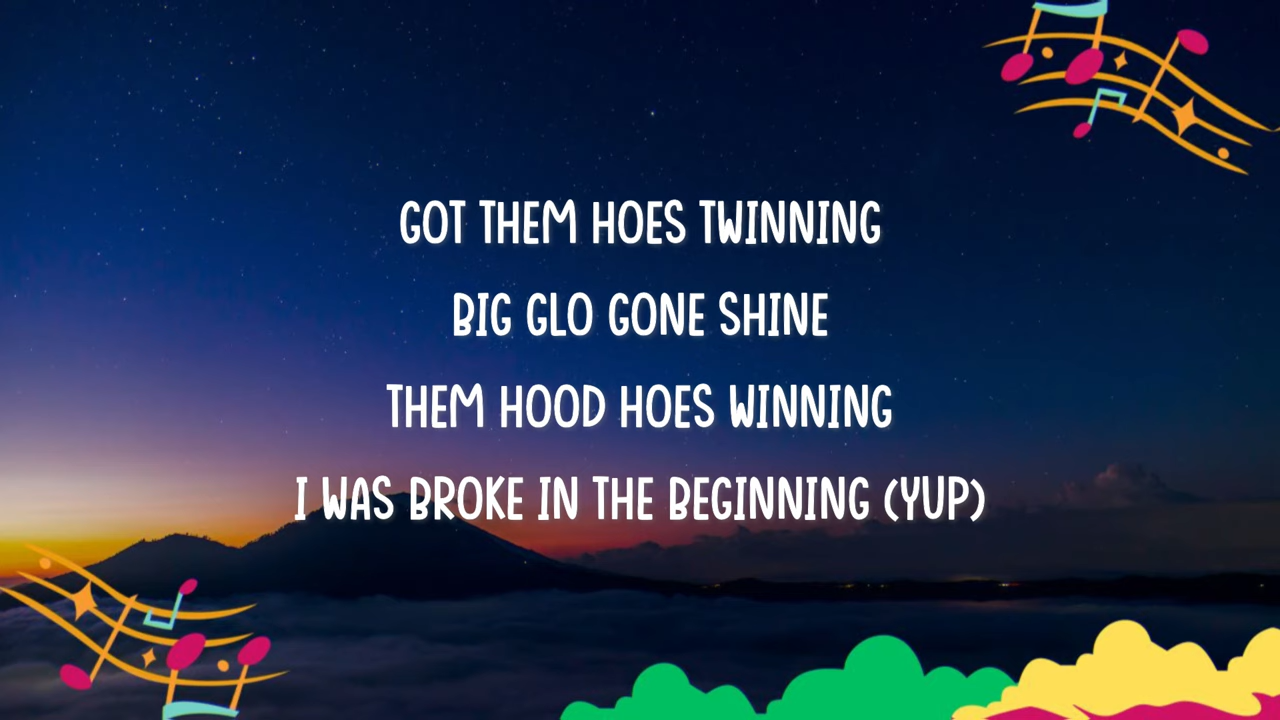 GOT THEM HOES TWINNING
BIG GLO GONE SHINE
THEM HOOD HOES WINNING
I WAS BROKE IN THE BEGINNING (YUP)